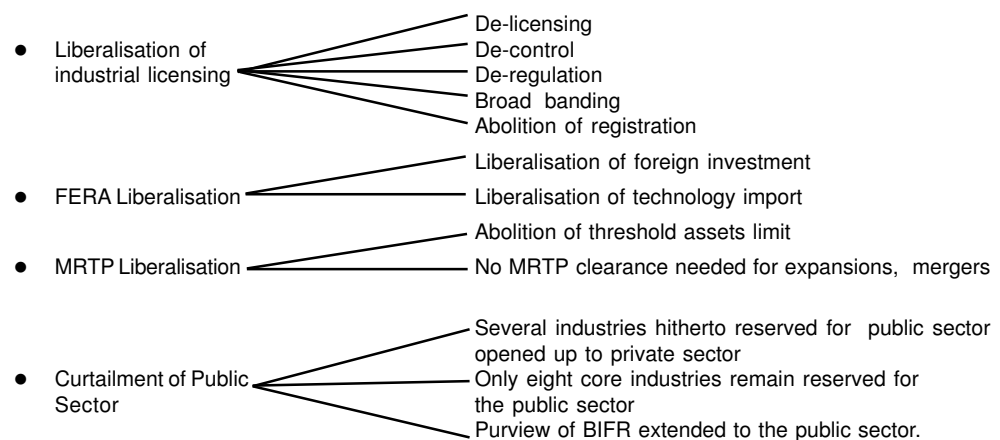 De-licensing
● Liberalisation of
De-control
industrial licensing
De-regulation
Broad banding
Abolition of registration
Liberalisation of foreign investment
● FERA Liberalisation
Liberalisation of technology import
Abolition of threshold assets limit
● MRTP Liberalisation
No MRTP clearance needed for expansions, mergers
Several industries hitherto reserved for public sector
opened up to private sector
● Curtailment of Public
Sector
Only eight core industries remain reserved for
the public sector
Purview of BIFR extended to the public sector.